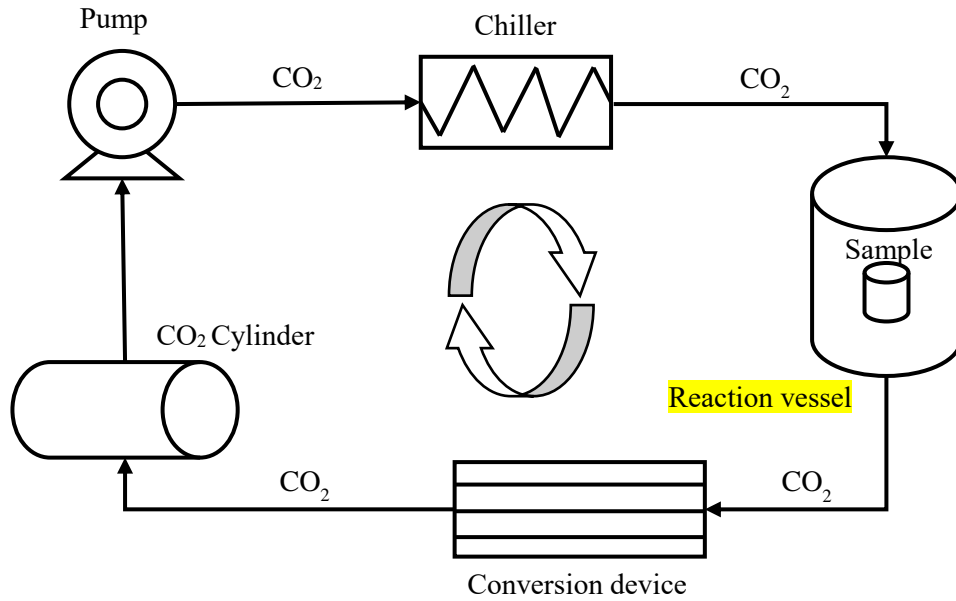 Pump
Chiller
CO₂
CO₂
Sample
CO₂ Cylinder
Reaction vessel
CO₂
CO₂
Conversion device